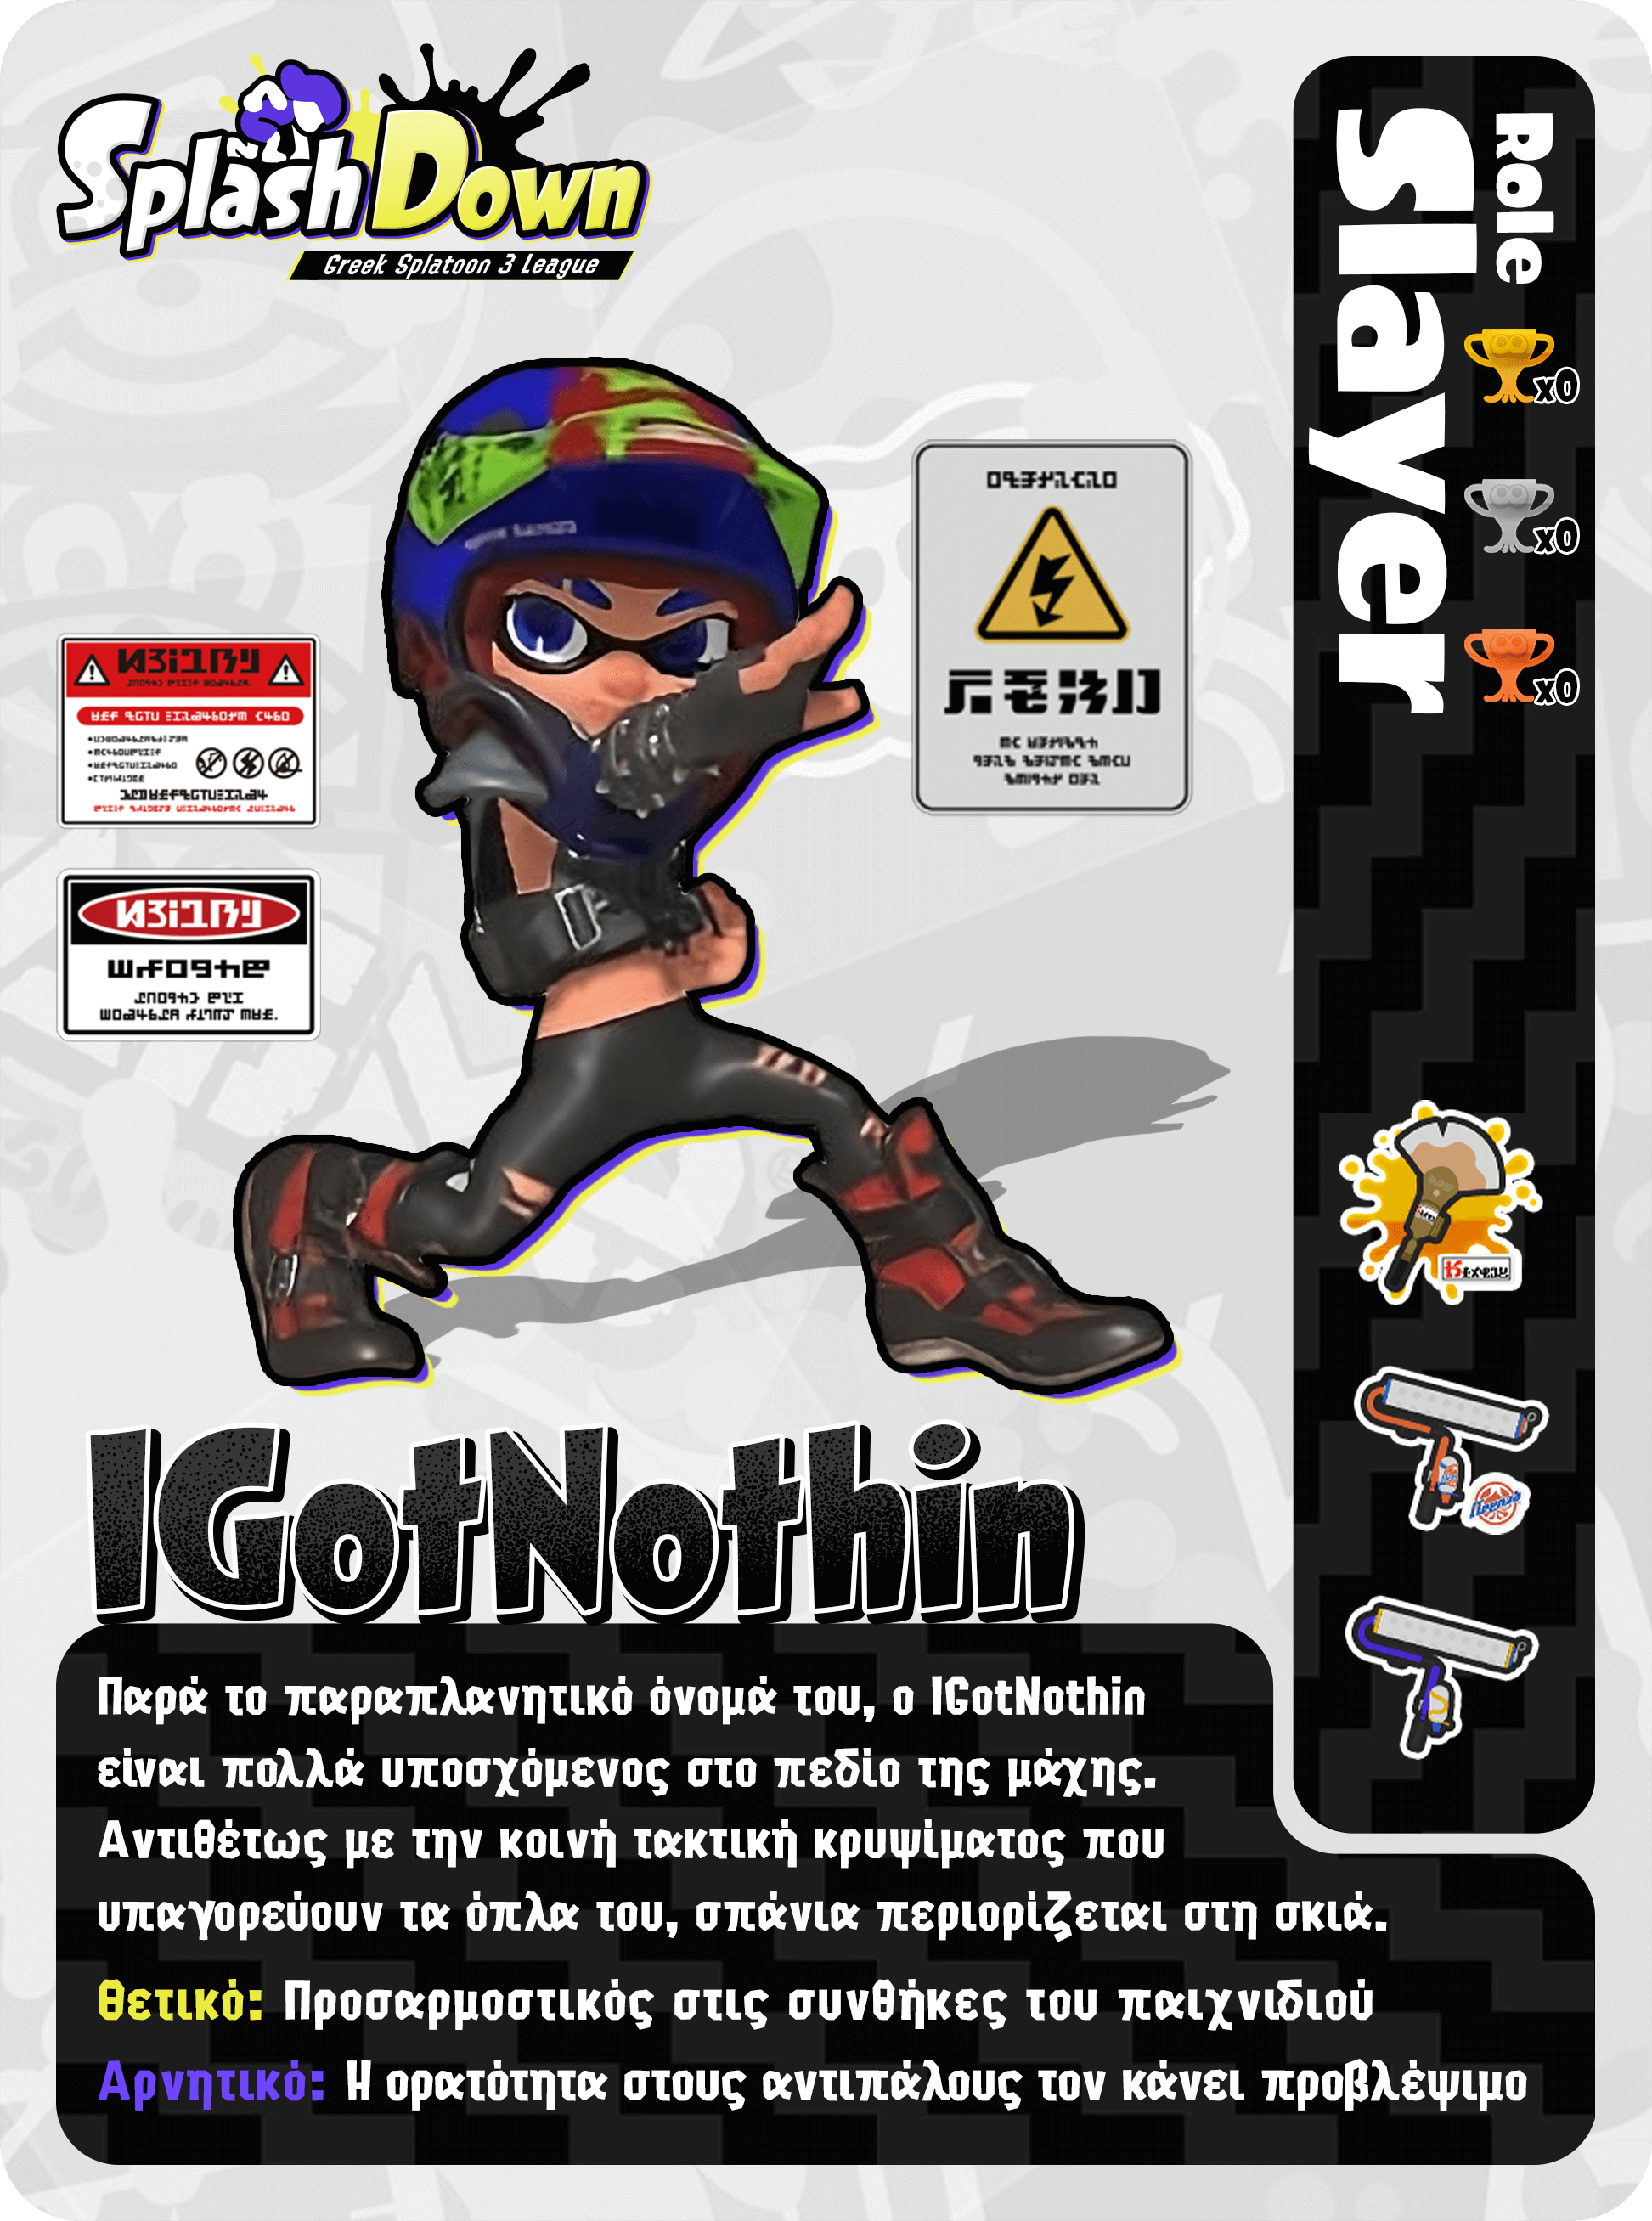 Splash Down
Greek Splatoon 3 League
Role
Slayer
x0
x0
x0
IGotNothin
Παρά το παραπλανητικό όνομά του, ο IGotNothin
είναι πολλά υποσχόμενος στο πεδίο της μάχης.
Αντιθέτως με την κοινή τακτική κρυψίματος που
υπαγορεύουν τα όπλα του, σπάνια περιορίζεται στη σκιά.
Θετικό: Προσαρμοστικός στις συνθήκες του παιχνιδιού
Αρνητικό: Η ορατότητα στους αντιπάλους τον κάνει προβλέψιμο